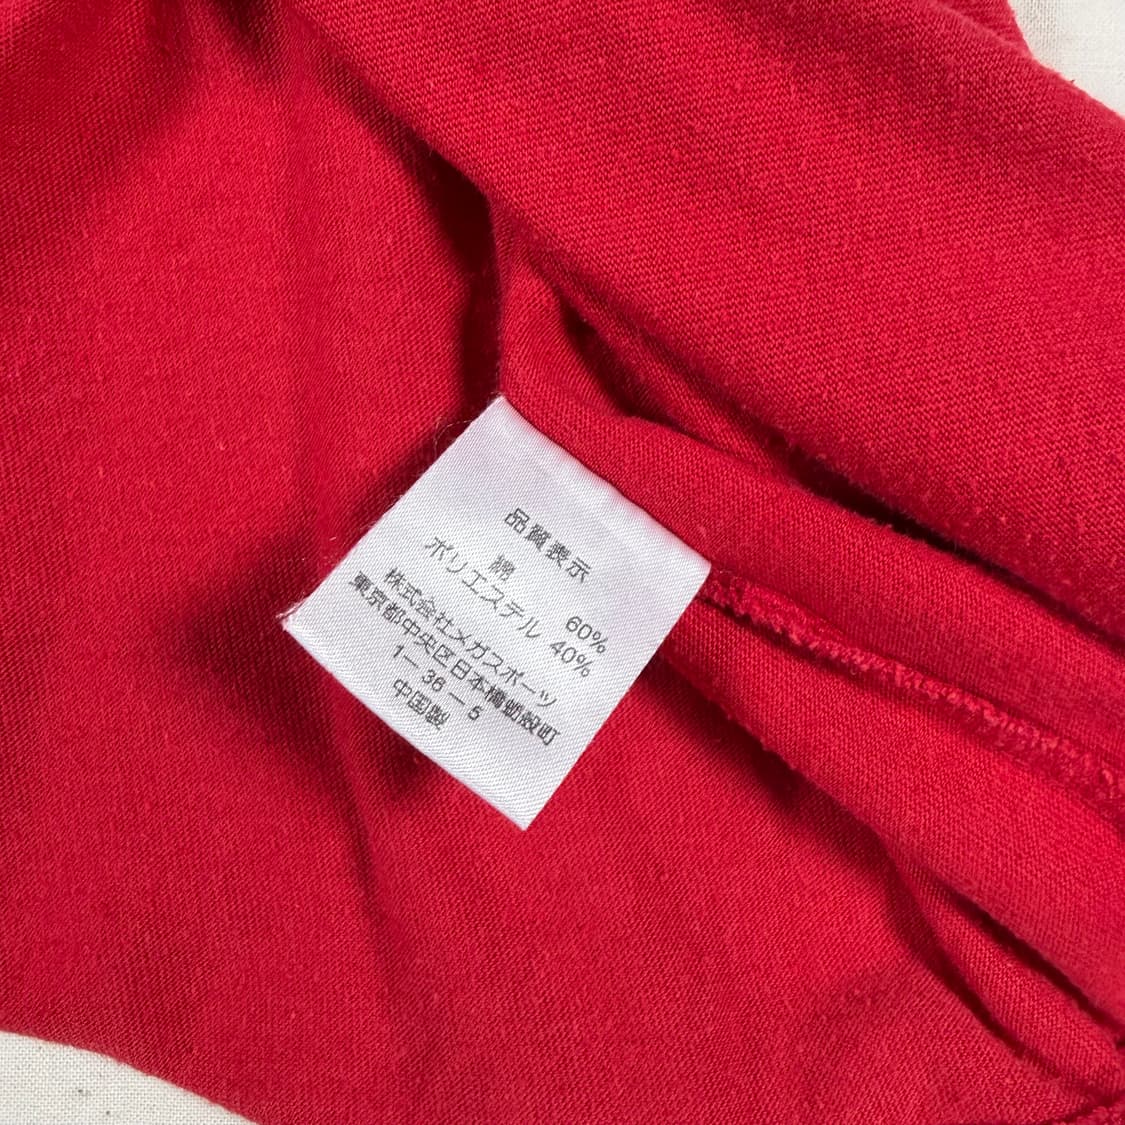 品質表示
綿 60%
ポリエステル 40%
株式会社メガスポーツ
東京都中央区日本橋蛎殻町
1－36－5
中国製